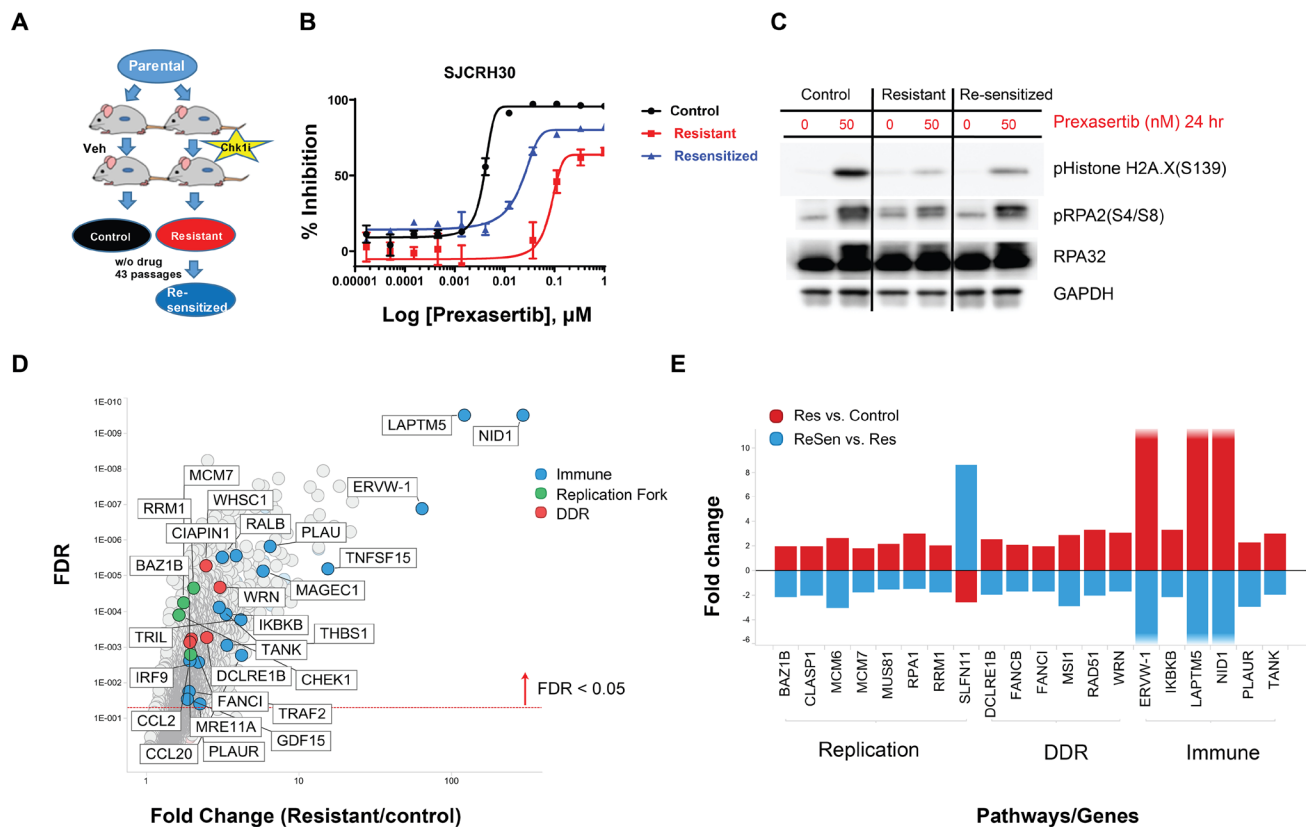 A
Parental
Veh
Chk1i
Control
Resistant
w/o drug
43 passages
Re-
sensitized
B
SJCRH30
100
50
0
% Inhibition
0.00001
0.0001
0.001
0.01
0.1
1
Log [Prexasertib], µM
Control
Resistant
Resensitized
C
Control Resistant Re-sensitized
0 50 0 50 0 50 Prexasertib (nM) 24 hr
pHistone H2A.X(S139)
pRPA2(S4/S8)
RPA32
GAPDH
D
1E-010
1E-009
1E-008
1E-007
1E-006
1E-005
1E-004
1E-003
1E-002
1E-001
FDR
LAPTM5
NID1
MCM7
ERVW-1
RRM1
WHSC1
CIAPIN1
RALB
PLAU
BAZ1B
TNFSF15
MAGEC1
WRN
TRIL
IKBKB
THBS1
TANK
IRF9
DCLRE1B
CHEK1
FANCI
TRAF2
CCL2
MRE11A
GDF15
CCL20
PLAUR
Immune
Replication Fork
DDR
FDR < 0.05
1
10
100
Fold Change (Resistant/control)
E
Res vs. Control
ReSen vs. Res
Fold change
10
8
6
4
2
0
-2
-4
-6
BAZ1B
CLASP1
MCM6
MCM7
MUS81
RPA1
RRM1
SLFN11
DCLRE1B
FANCB
FANCI
MSI1
RAD51
WRN
ERVW-1
IKBKB
LAPTM5
NID1
PLAUR
TANK
Replication
DDR
Immune
Pathways/Genes